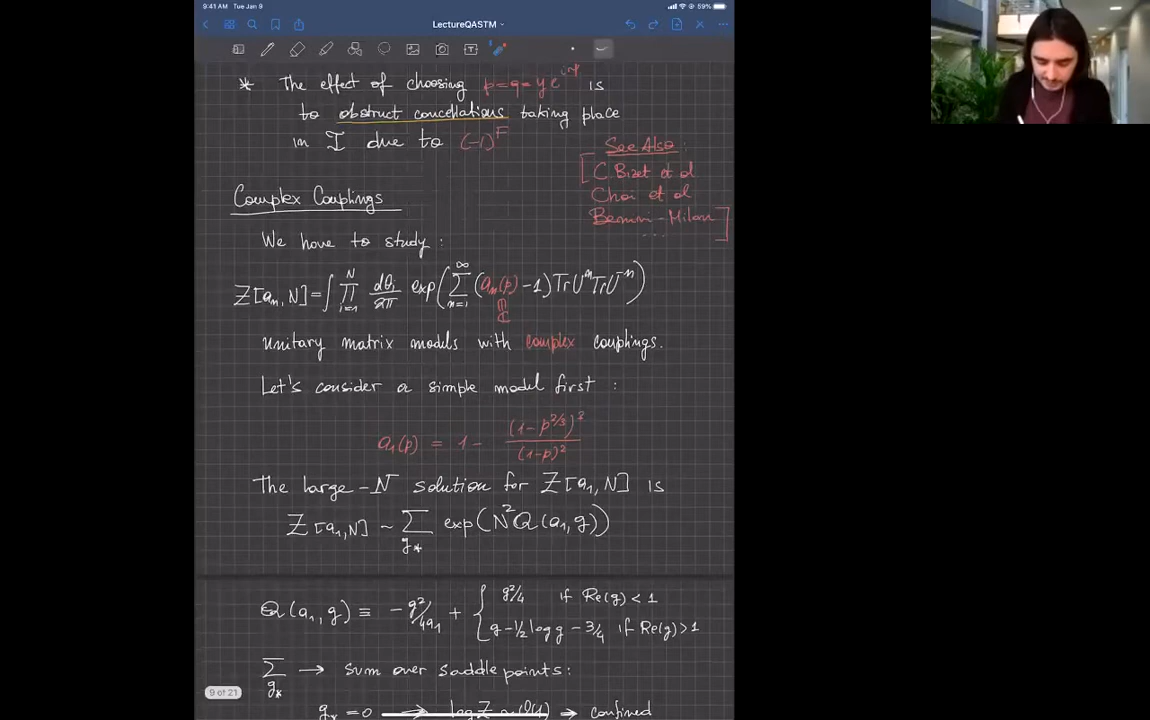 9:41 AM Tue Jan 9
59%
LectureQASTM
* The effect of choosing p=q=ye^{iψ} is
to obstruct cancellations taking place
in I due to (-1)^F
See Also:
[C Bizet et al
Choi et al
Benini-Milan
...]
Complex Couplings
We have to study:
Z[a_n, N] = ∫ ∏_{i=1}^N dθ_i/2π exp(∑_{n=1}^∞ (a_n(p) -1) Tr U^n Tr U^{-n})
ℂ
unitary matrix models with complex couplings.
Let's consider a simple model first:
a_1(p) = 1 - (1-p^{2/3})^3/(1-p)^2
The large-N solution for Z[a_1, N] is
Z[a_1, N] ~ ∑_{g*} exp(N^2 Q(a_1, g))
Q(a_1, g) ≡ -g^2/4a_1 + { g^2/4 if Re(g) < 1
g - 1/2 log g - 3/4 if Re(g) > 1
∑_{g*} → sum over saddle points:
9 of 21
g* = 0 → log Z ~ O(1) → confined